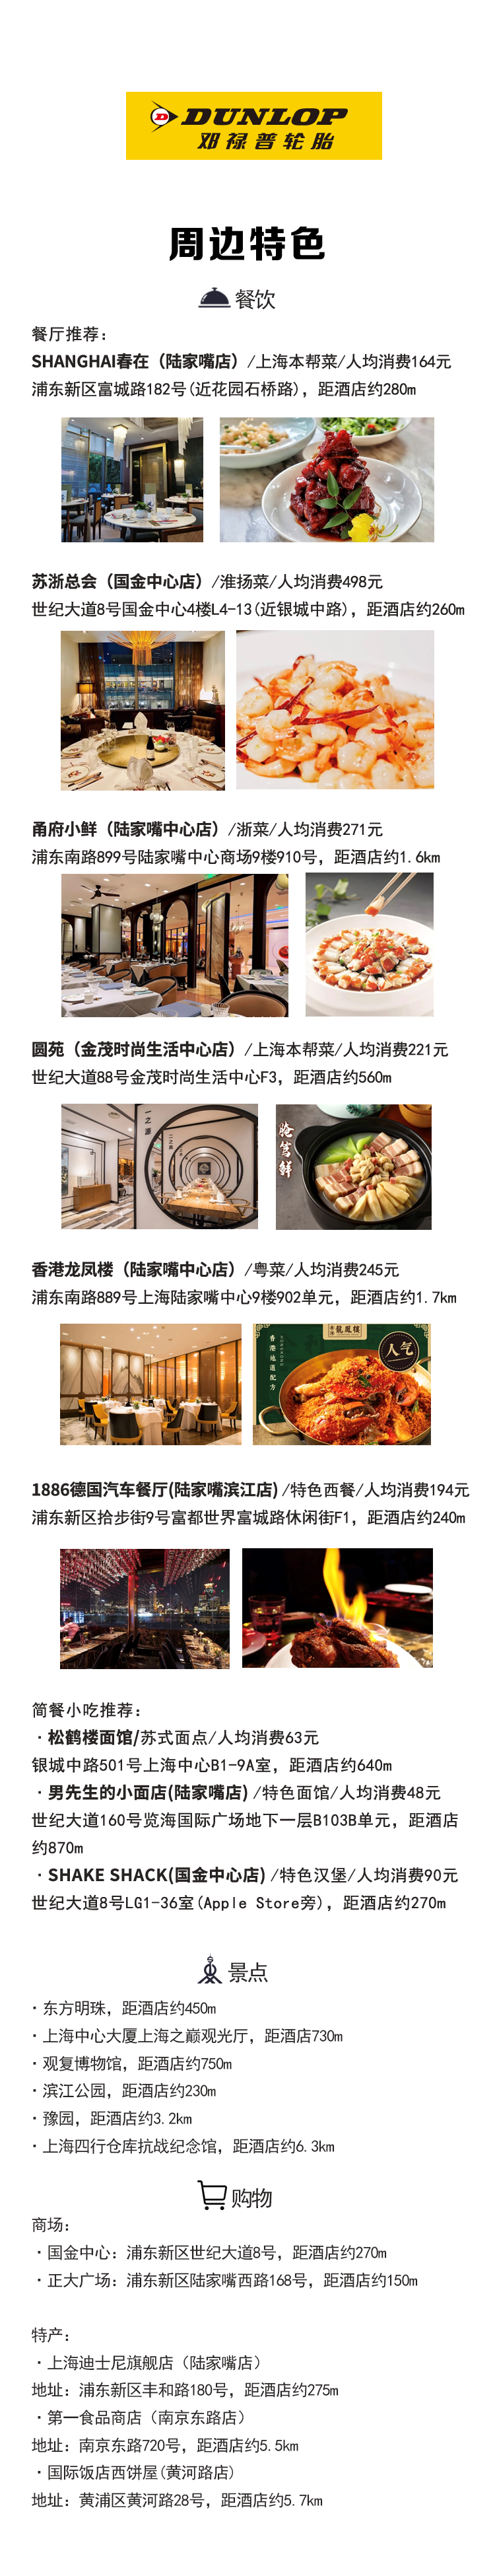 DUNLOP
邓禄普轮胎
周边特色
餐饮
餐厅推荐：
SHANGHAI春在（陆家嘴店）/上海本帮菜/人均消费164元
浦东新区富城路182号(近花园石桥路)，距酒店约280m
苏浙总会（国金中心店）/淮扬菜/人均消费498元
世纪大道8号国金中心4楼L4-13(近银城中路)，距酒店约260m
甬府小鲜（陆家嘴中心店）/浙菜/人均消费271元
浦东南路899号陆家嘴中心商场9楼910号，距酒店约1.6km
圆苑（金茂时尚生活中心店）/上海本帮菜/人均消费221元
世纪大道88号金茂时尚生活中心F3，距酒店约560m
腌笃鲜
香港龙凤楼（陆家嘴中心店）/粤菜/人均消费245元
浦东南路889号上海陆家嘴中心9楼902单元，距酒店约1.7km
龍鳳樓
香港地道配方
人气
1886德国汽车餐厅(陆家嘴滨江店)/特色西餐/人均消费194元
浦东新区拾步街9号富都世界富城路休闲街F1，距酒店约240m
简餐小吃推荐：
·松鹤楼面馆/苏式面点/人均消费63元
银城中路501号上海中心B1-9A室，距酒店约640m
·男先生的小面店(陆家嘴店)/特色面馆/人均消费48元
世纪大道160号览海国际广场地下一层B103B单元，距酒店
约870m
·SHAKE SHACK(国金中心店)/特色汉堡/人均消费90元
世纪大道8号LG1-36室(Apple Store旁)，距酒店约270m
景点
·东方明珠，距酒店约450m
·上海中心大厦上海之巅观光厅，距酒店730m
·观复博物馆，距酒店约750m
·滨江公园，距酒店约230m
·豫园，距酒店约3.2km
·上海四行仓库抗战纪念馆，距酒店约6.3km
购物
商场：
·国金中心：浦东新区世纪大道8号，距酒店约270m
·正大广场：浦东新区陆家嘴西路168号，距酒店约150m
特产：
·上海迪士尼旗舰店（陆家嘴店）
地址：浦东新区丰和路180号，距酒店约275m
·第一食品商店（南京东路店）
地址：南京东路720号，距酒店约5.5km
·国际饭店西饼屋(黄河路店)
地址：黄浦区黄河路28号，距酒店约5.7km